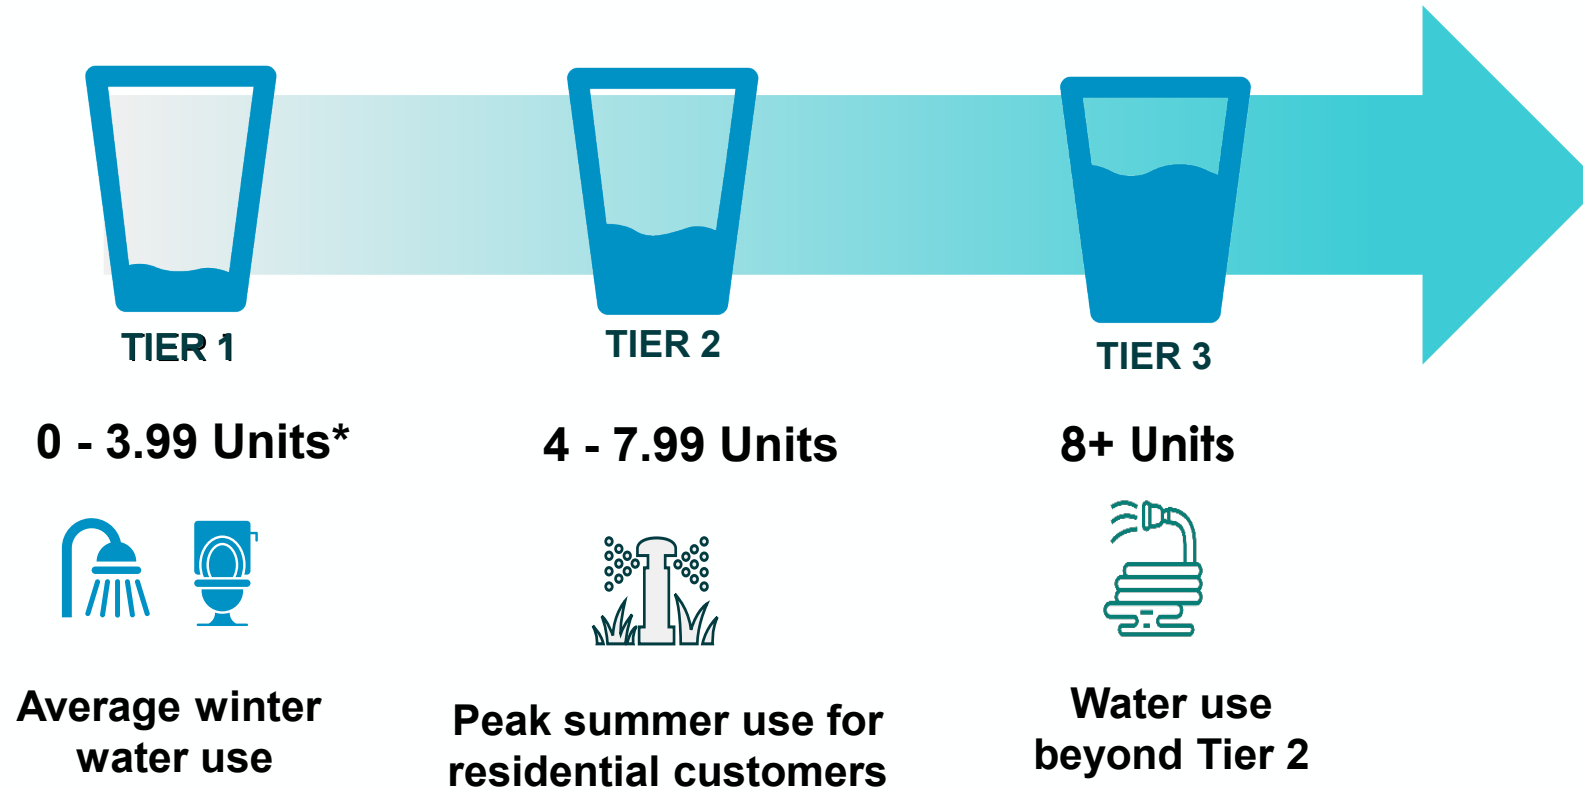 TIER 1
TIER 2
TIER 3
0 - 3.99 Units*
4 - 7.99 Units
8+ Units
Average winter
water use
Peak summer use for
residential customers
Water use
beyond Tier 2